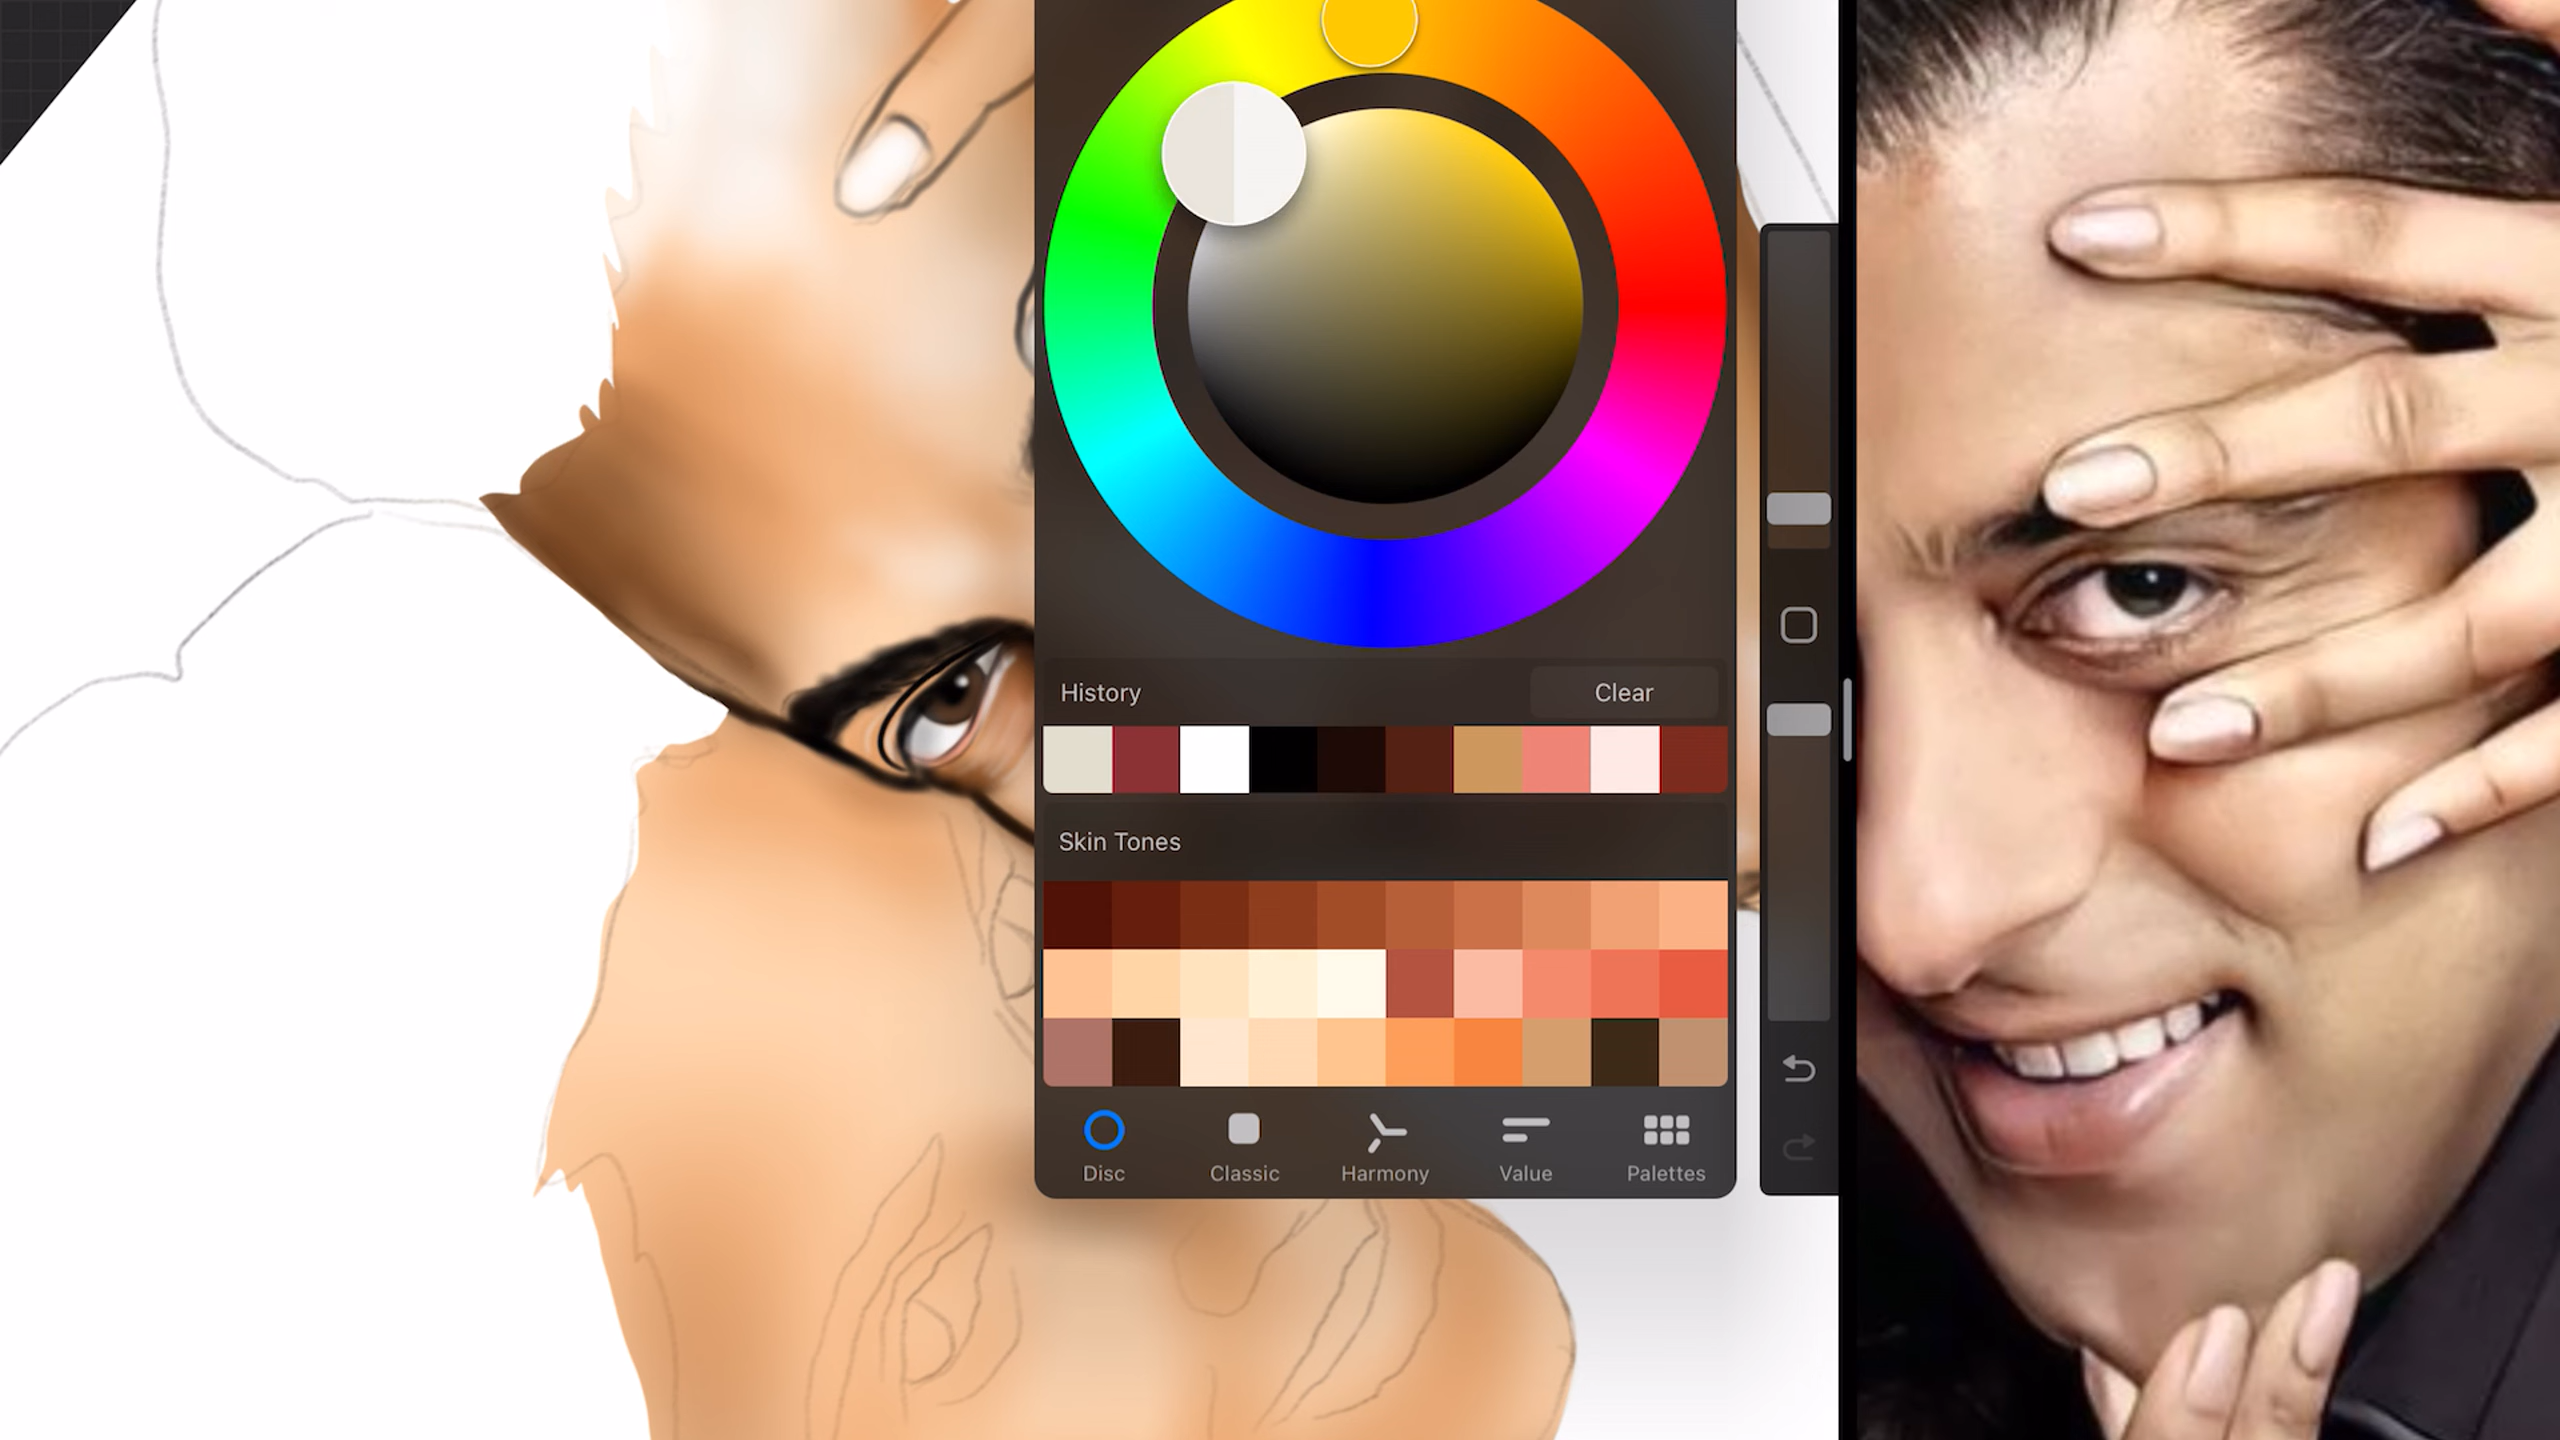 History
Clear
Skin Tones
Disc
Classic
Harmony
Value
Palettes